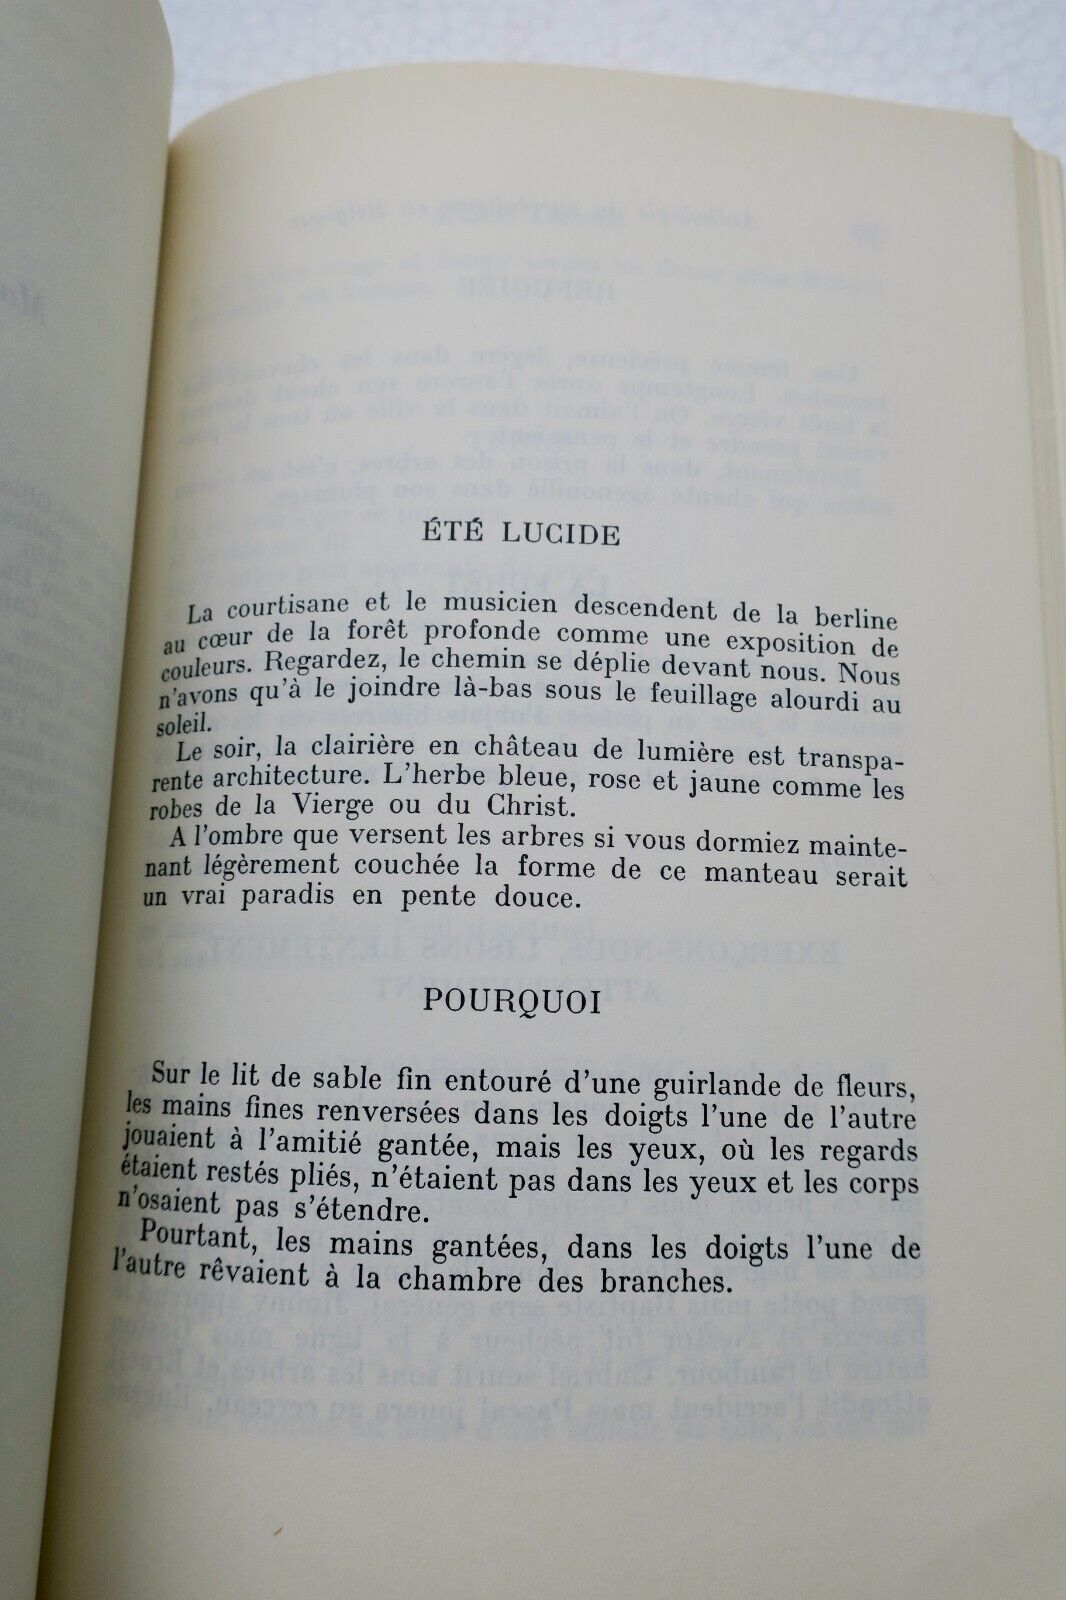 ÉTÉ LUCIDE
La courtisane et le musicien descendent de la berline
au cœur de la forêt profonde comme une exposition de
couleurs. Regardez, le chemin se déplie devant nous. Nous
n'avons qu'à le joindre là-bas sous le feuillage alourdi au
soleil.
Le soir, la clairière en château de lumière est transpa-
rente architecture. L'herbe bleue, rose et jaune comme les
robes de la Vierge ou du Christ.
A l'ombre que versent les arbres si vous dormiez mainte-
nant légèrement couchée la forme de ce manteau serait
un vrai paradis en pente douce.
POURQUOI
Sur le lit de sable fin entouré d'une guirlande de fleurs,
les mains fines renversées dans les doigts l'une de l'autre
jouaient à l'amitié gantée, mais les yeux, où les regards
étaient restés pliés, n'étaient pas dans les yeux et les corps
n'osaient pas s'étendre.
Pourtant, les mains gantées, dans les doigts l'une de
l'autre rêvaient à la chambre des branches.